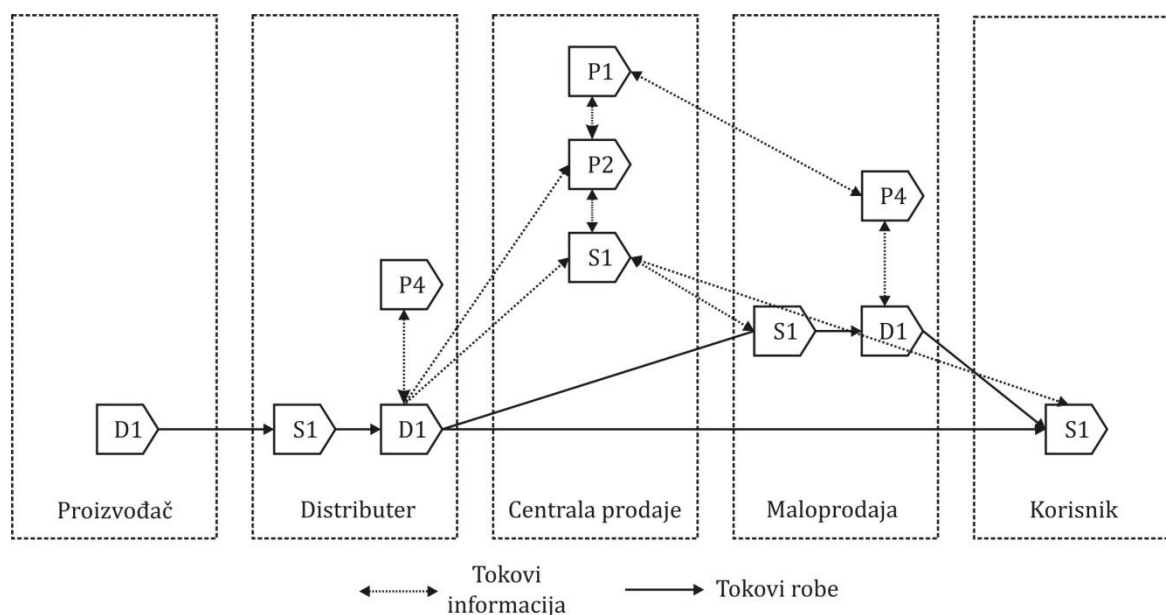 P1
P2
P4
S1
P4
S1
D1
D1
S1
D1
S1
Proizvođač
Distributer
Centrala prodaje
Maloprodaja
Korisnik
Tokovi
informacija
Tokovi robe